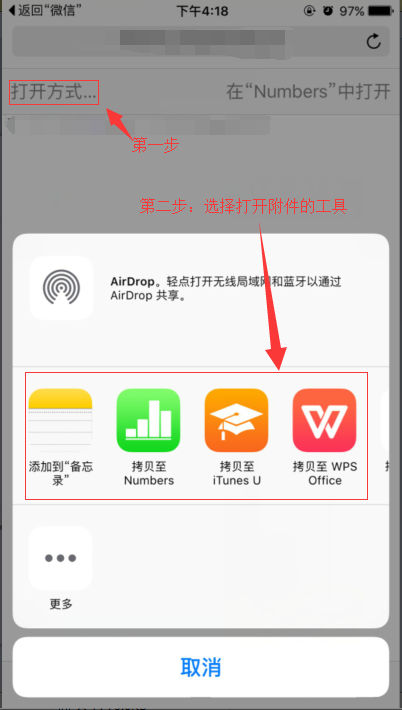 返回“微信”
下午4:18
97%
打开方式...
在“Numbers”中打开
第一步
第二步：选择打开附件的工具
AirDrop。轻点打开无线局域网和蓝牙以通过
AirDrop 共享。
添加到“备忘
录”
拷贝至
Numbers
拷贝至
iTunes U
拷贝至 WPS
Office
更多
取消